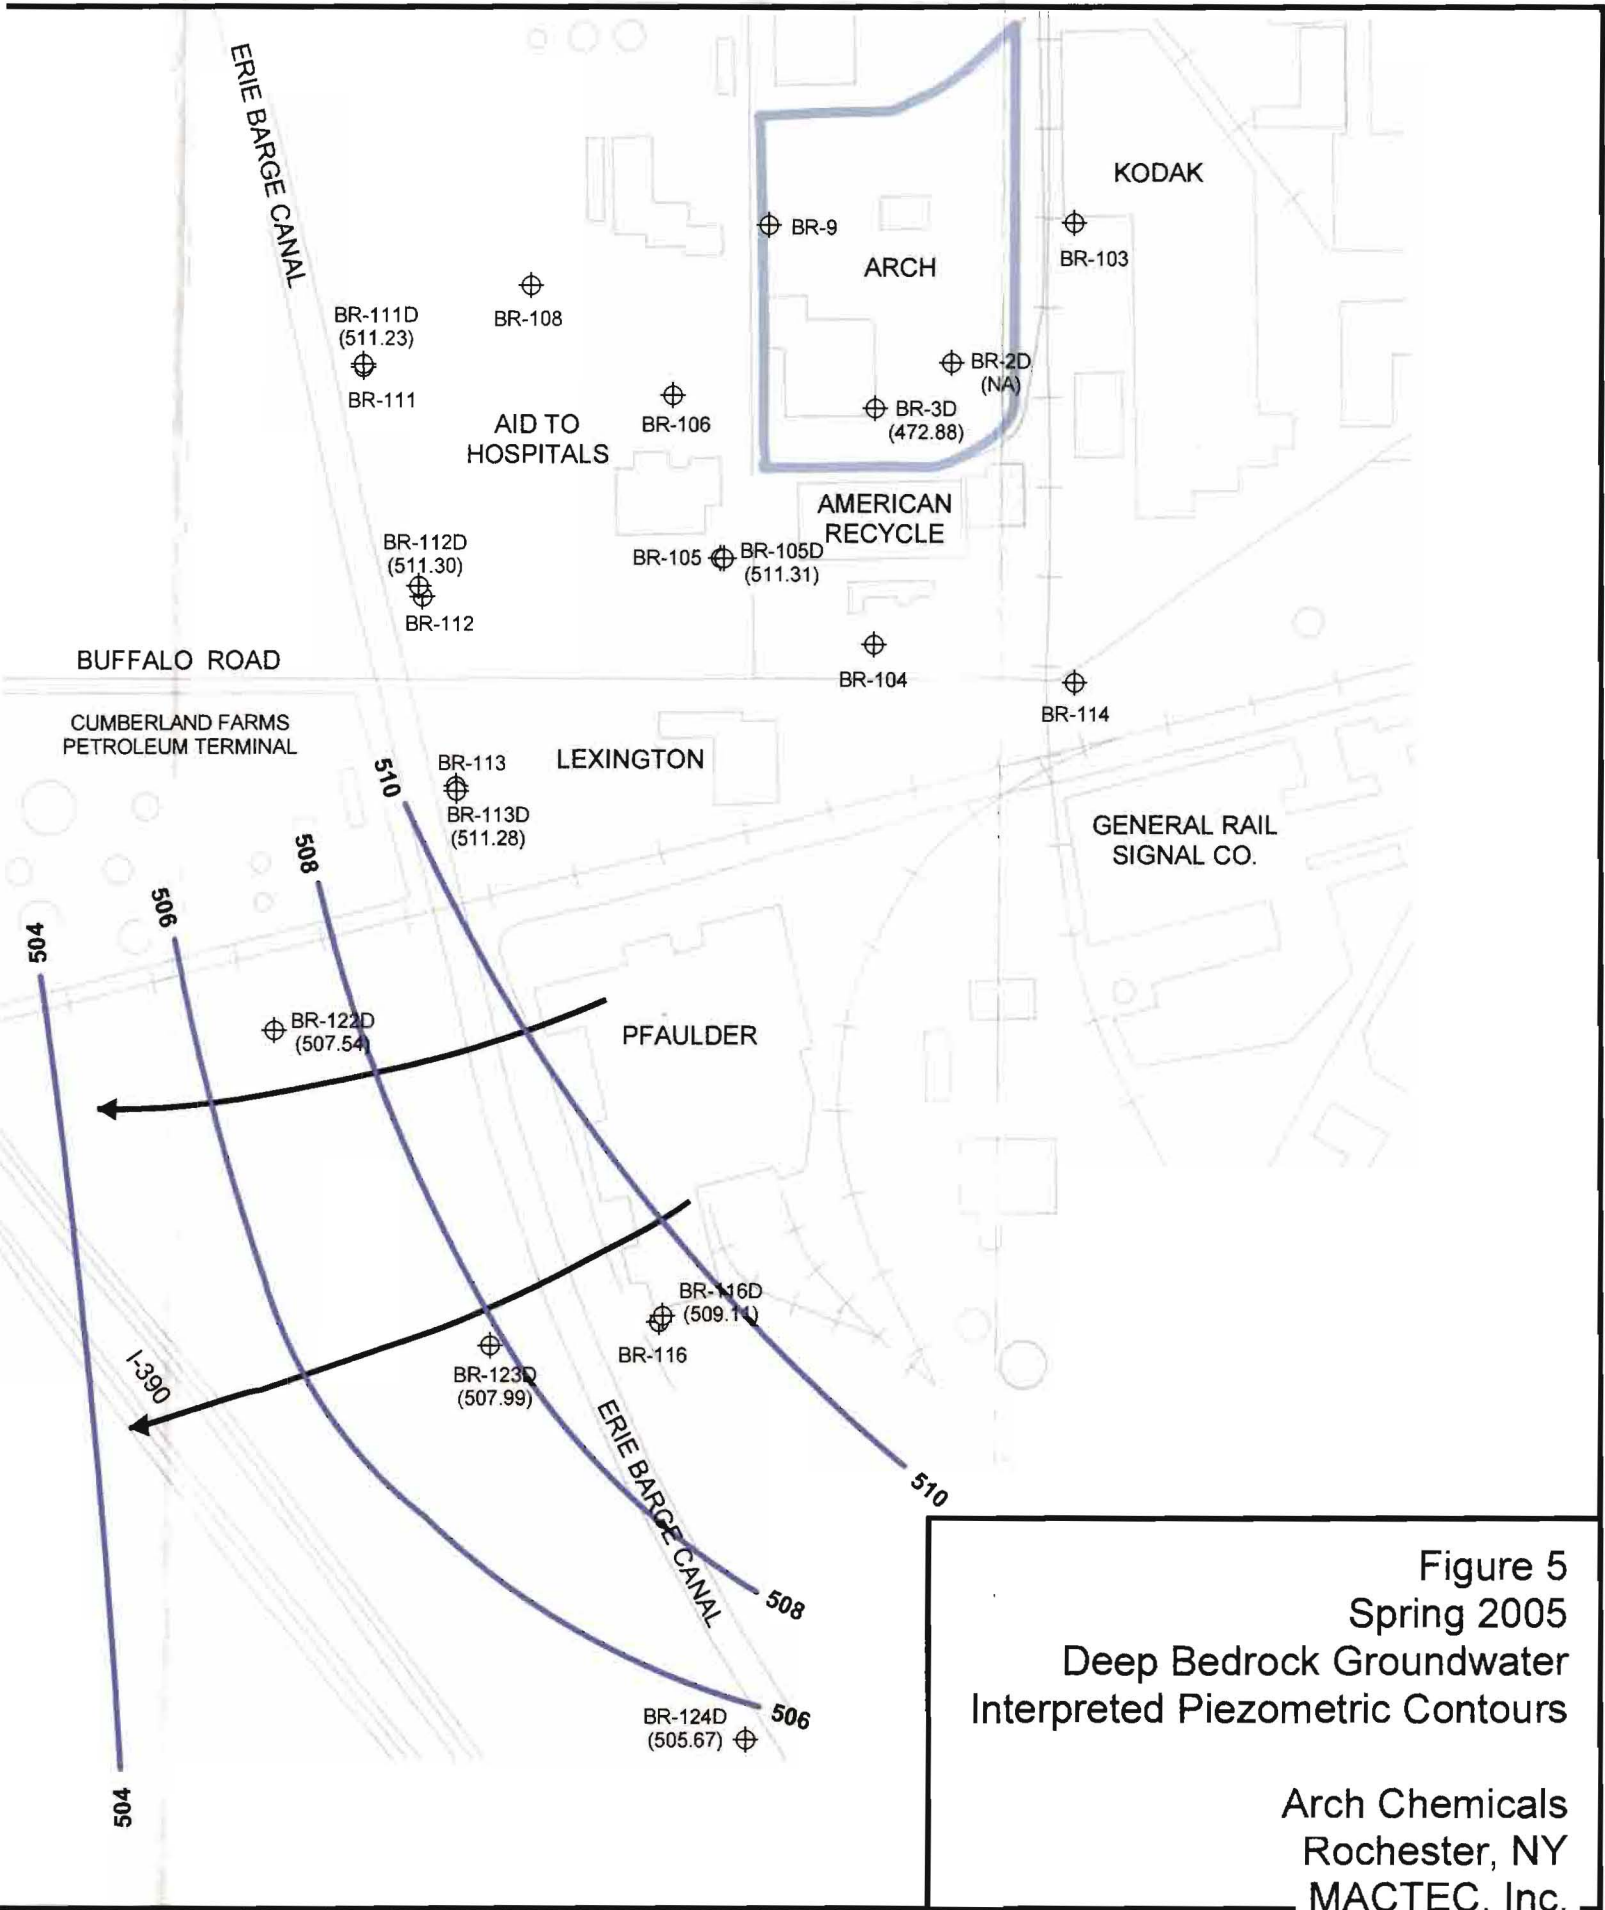 ERIE BARGE CANAL
KODAK
BR-9
BR-103
ARCH
BR-108
BR-111D
(511.23)
BR-111
BR-2D
(NA)
BR-3D
(472.88)
BR-106
AID TO
HOSPITALS
AMERICAN
RECYCLE
BR-112D
(511.30)
BR-112
BR-105
BR-105D
(511.31)
BR-104
BUFFALO ROAD
BR-114
CUMBERLAND FARMS
PETROLEUM TERMINAL
510
BR-113
BR-113D
(511.28)
LEXINGTON
GENERAL RAIL
SIGNAL CO.
508
506
504
BR-122D
(507.54)
PFAULDER
BR-116D
(509.11)
BR-116
I-390
BR-123D
(507.99)
ERIE BARGE CANAL
510
508
506
BR-124D
(505.67)
504
Figure 5
Spring 2005
Deep Bedrock Groundwater
Interpreted Piezometric Contours
Arch Chemicals
Rochester, NY
MACTEC, Inc.